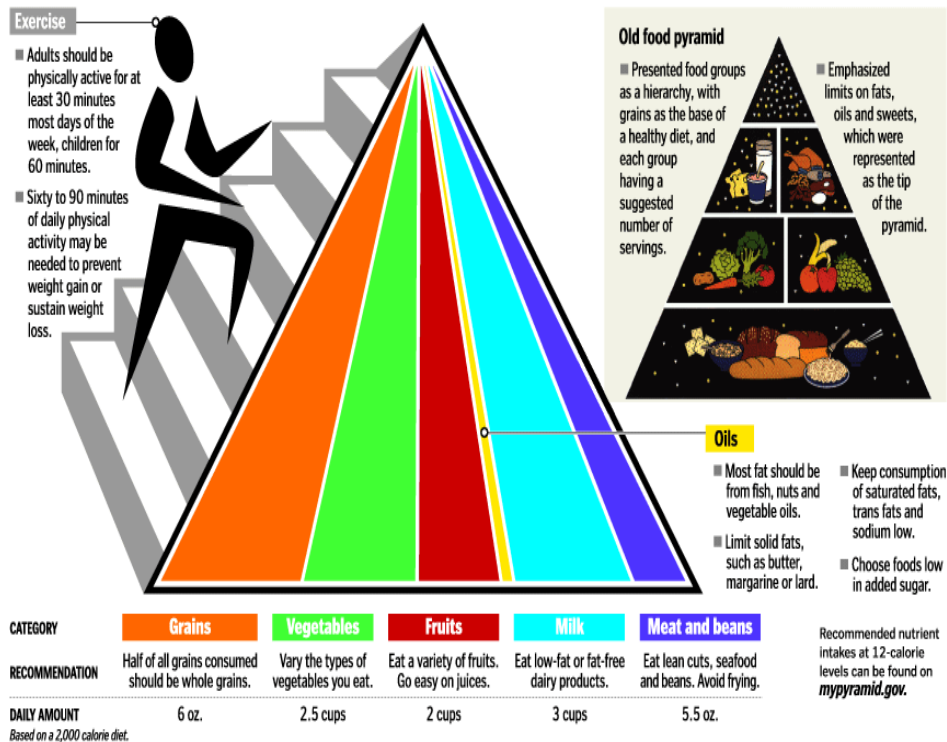 Exercise
Adults should be
physically active for at
least 30 minutes
most days of the
week, children for
60 minutes.
Sixty to 90 minutes
of daily physical
activity may be
needed to prevent
weight gain or
sustain weight
loss.
Old food pyramid
Presented food groups
as a hierarchy, with
grains as the base of
a healthy diet, and
each group
having a
suggested
number of
servings.
Emphasized
limits on fats,
oils and sweets,
which were
represented
as the tip
of the
pyramid.
Oils
Most fat should be
from fish, nuts and
vegetable oils.
Limit solid fats,
such as butter,
margarine or lard.
Keep consumption
of saturated fats,
trans fats and
sodium low.
Choose foods low
in added sugar.
CATEGORY Grains Vegetables Fruits Milk Meat and beans
RECOMMENDATION
Half of all grains consumed
should be whole grains.
Vary the types of
vegetables you eat.
Eat a variety of fruits.
Go easy on juices.
Eat low-fat or fat-free
dairy products.
Eat lean cuts, seafood
and beans. Avoid frying.
DAILY AMOUNT 6 oz. 2.5 cups 2 cups 3 cups 5.5 oz.
Based on a 2,000 calorie diet.
Recommended nutrient
intakes at 12-calorie
levels can be found on
mypyramid.gov.